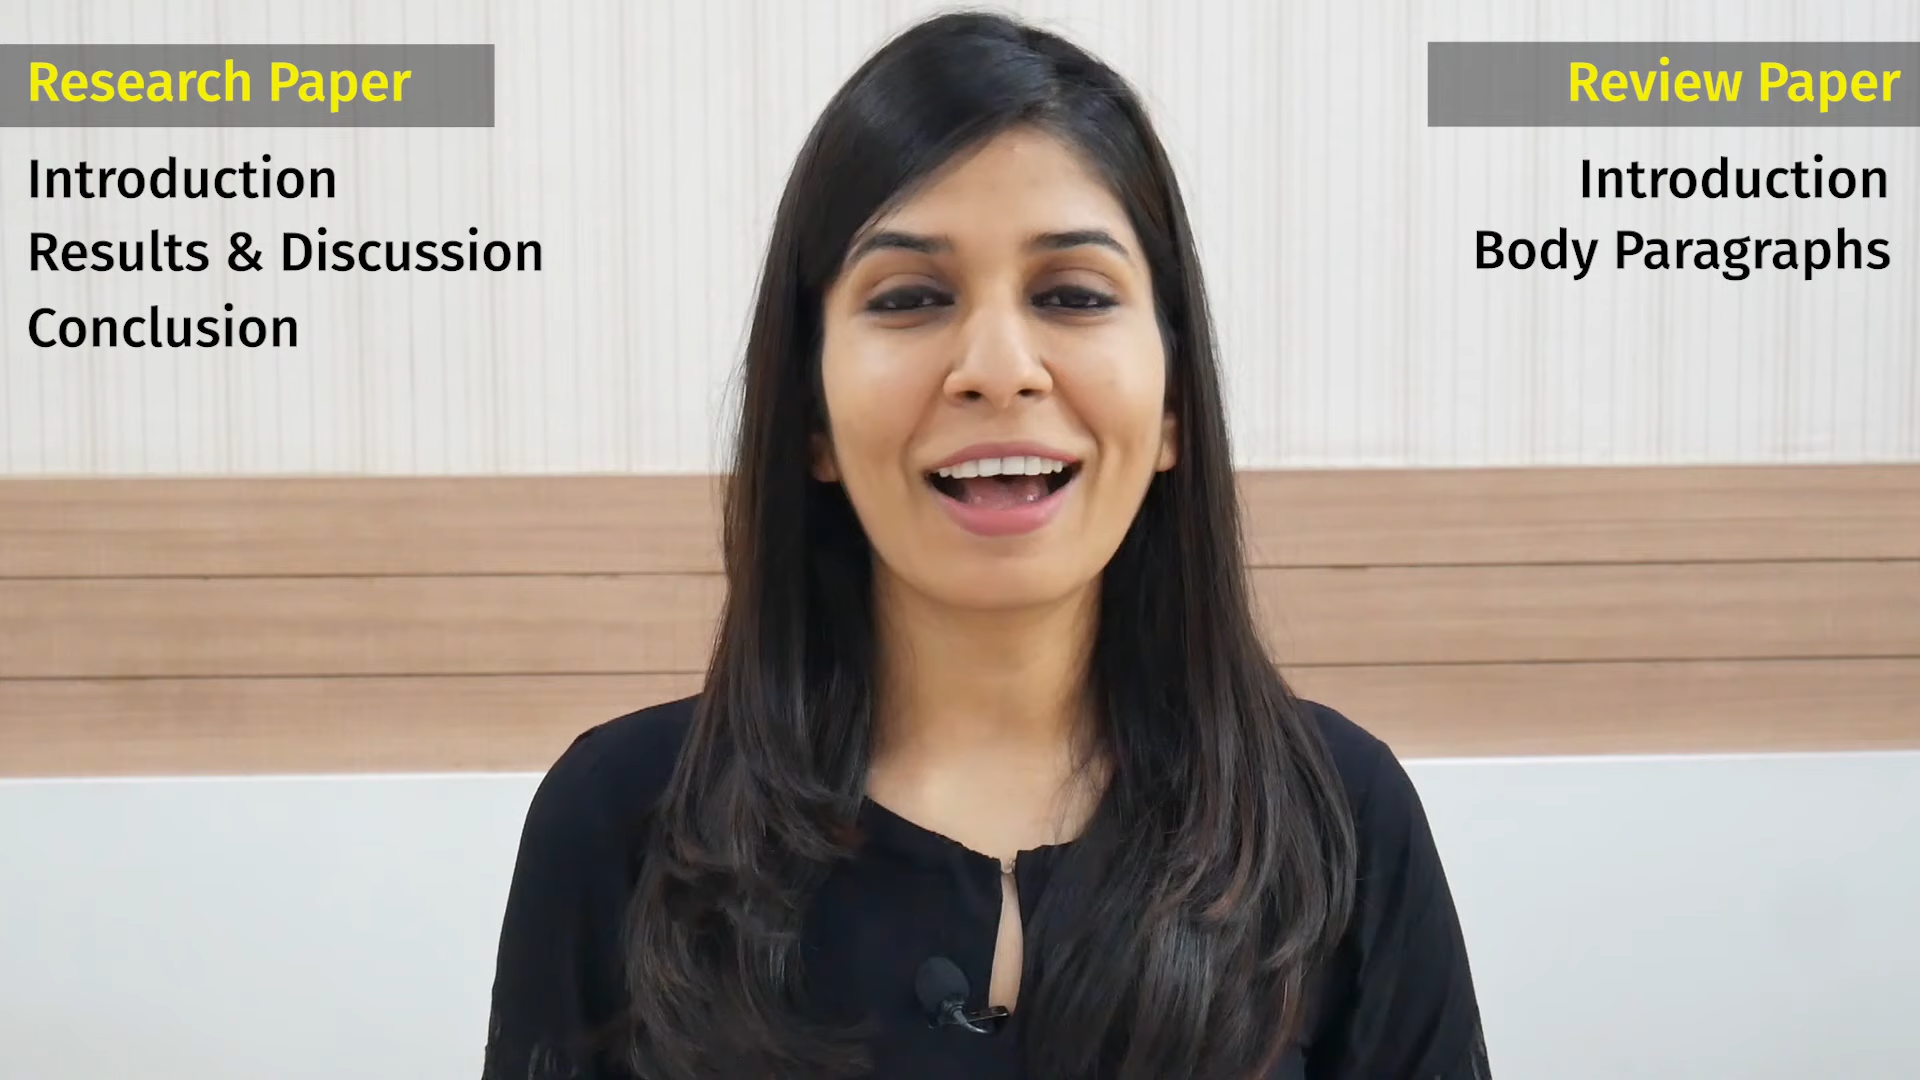 Research Paper
Introduction
Results & Discussion
Conclusion
Review Paper
Introduction
Body Paragraphs